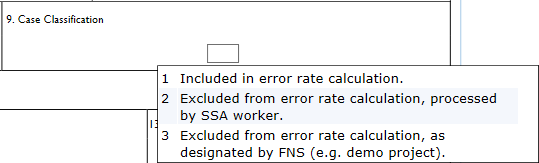 9. Case Classification
1 Included in error rate calculation.
2 Excluded from error rate calculation, processed
by SSA worker.
13
3 Excluded from error rate calculation, as
designated by FNS (e.g. demo project).